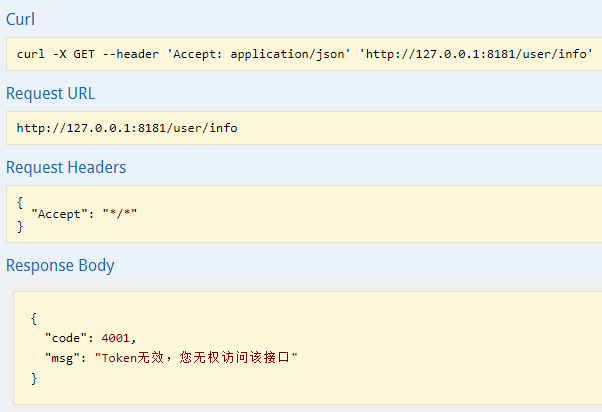 Curl
curl -X GET --header 'Accept: application/json' 'http://127.0.0.1:8181/user/info'
Request URL
http://127.0.0.1:8181/user/info
Request Headers
{
"Accept": "*/*"
}
Response Body
{
"code": 4001,
"msg": "Token无效，您无权访问该接口"
}